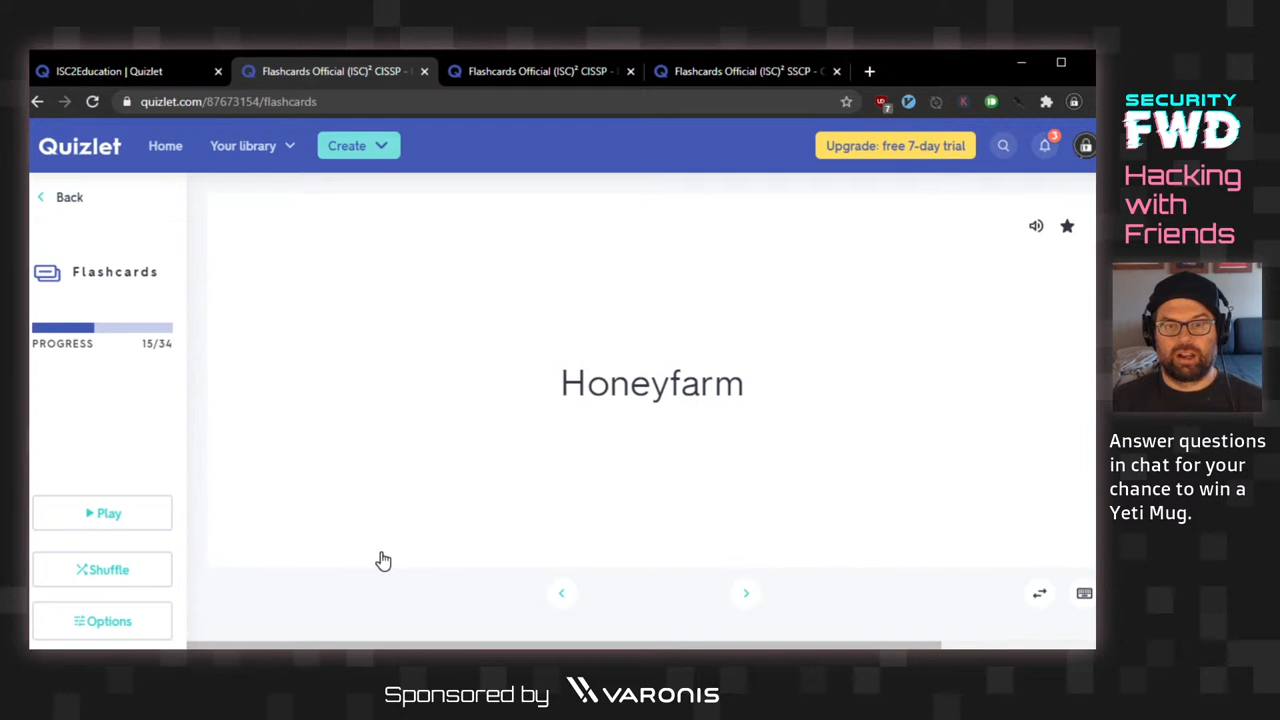 ISC2Education | Quizlet
Flashcards Official (ISC)² CISSP -
Flashcards Official (ISC)² CISSP -
Flashcards Official (ISC)² SSCP -
quizlet.com/87673154/flashcards
7
Quizlet
Home
Your library
Create
Upgrade: free 7-day trial
3
Back
Flashcards
PROGRESS 15/34
Honeyfarm
Play
Shuffle
Options
SECURITY
FWD
Hacking
with
Friends
Answer questions
in chat for your
chance to win a
Yeti Mug.
Sponsored by VARONIS